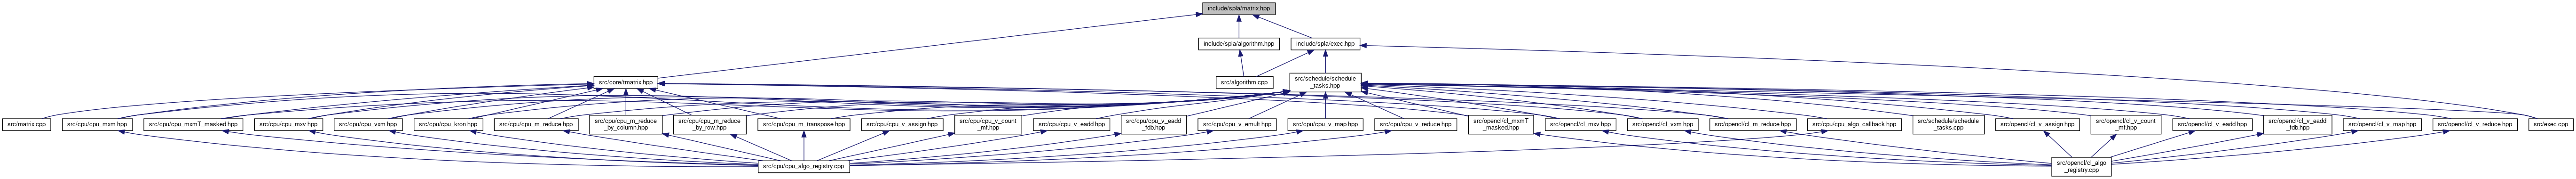 include/spla/matrix.hpp
include/spla/algorithm.hpp
include/spla/exec.hpp
src/core/tmatrix.hpp
src/algorithm.cpp
src/schedule/schedule
_tasks.hpp
src/matrix.cpp
src/cpu/cpu_mxm.hpp
src/cpu/cpu_mxmT_masked.hpp
src/cpu/cpu_mxv.hpp
src/cpu/cpu_vxm.hpp
src/cpu/cpu_kron.hpp
src/cpu/cpu_m_reduce.hpp
src/cpu/cpu_m_reduce
_by_column.hpp
src/cpu/cpu_m_reduce
_by_row.hpp
src/cpu/cpu_m_transpose.hpp
src/cpu/cpu_v_assign.hpp
src/cpu/cpu_v_count
_mf.hpp
src/cpu/cpu_v_eadd.hpp
src/cpu/cpu_v_eadd
_fdb.hpp
src/cpu/cpu_v_emult.hpp
src/cpu/cpu_v_map.hpp
src/cpu/cpu_v_reduce.hpp
src/opencl/cl_mxmT
_masked.hpp
src/opencl/cl_mxv.hpp
src/opencl/cl_vxm.hpp
src/opencl/cl_m_reduce.hpp
src/cpu/cpu_algo_callback.hpp
src/schedule/schedule
_tasks.cpp
src/opencl/cl_v_assign.hpp
src/opencl/cl_v_count
_mf.hpp
src/opencl/cl_v_eadd.hpp
src/opencl/cl_v_eadd
_fdb.hpp
src/opencl/cl_v_map.hpp
src/opencl/cl_v_reduce.hpp
src/exec.cpp
src/cpu/cpu_algo_registry.cpp
src/opencl/cl_algo
_registry.cpp